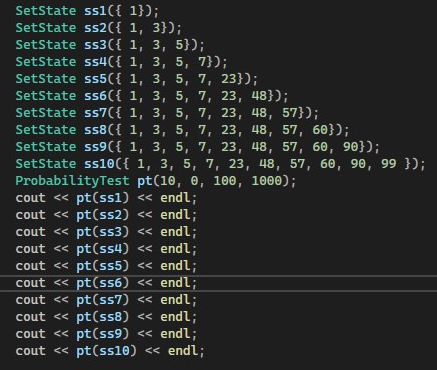 SetState ss1({ 1});
SetState ss2({ 1, 3});
SetState ss3({ 1, 3, 5});
SetState ss4({ 1, 3, 5, 7});
SetState ss5({ 1, 3, 5, 7, 23});
SetState ss6({ 1, 3, 5, 7, 23, 48});
SetState ss7({ 1, 3, 5, 7, 23, 48, 57});
SetState ss8({ 1, 3, 5, 7, 23, 48, 57, 60});
SetState ss9({ 1, 3, 5, 7, 23, 48, 57, 60, 90});
SetState ss10({ 1, 3, 5, 7, 23, 48, 57, 60, 90, 99 });
ProbabilityTest pt(10, 0, 100, 1000);
cout << pt(ss1) << endl;
cout << pt(ss2) << endl;
cout << pt(ss3) << endl;
cout << pt(ss4) << endl;
cout << pt(ss5) << endl;
cout << pt(ss6) << endl;
cout << pt(ss7) << endl;
cout << pt(ss8) << endl;
cout << pt(ss9) << endl;
cout << pt(ss10) << endl;